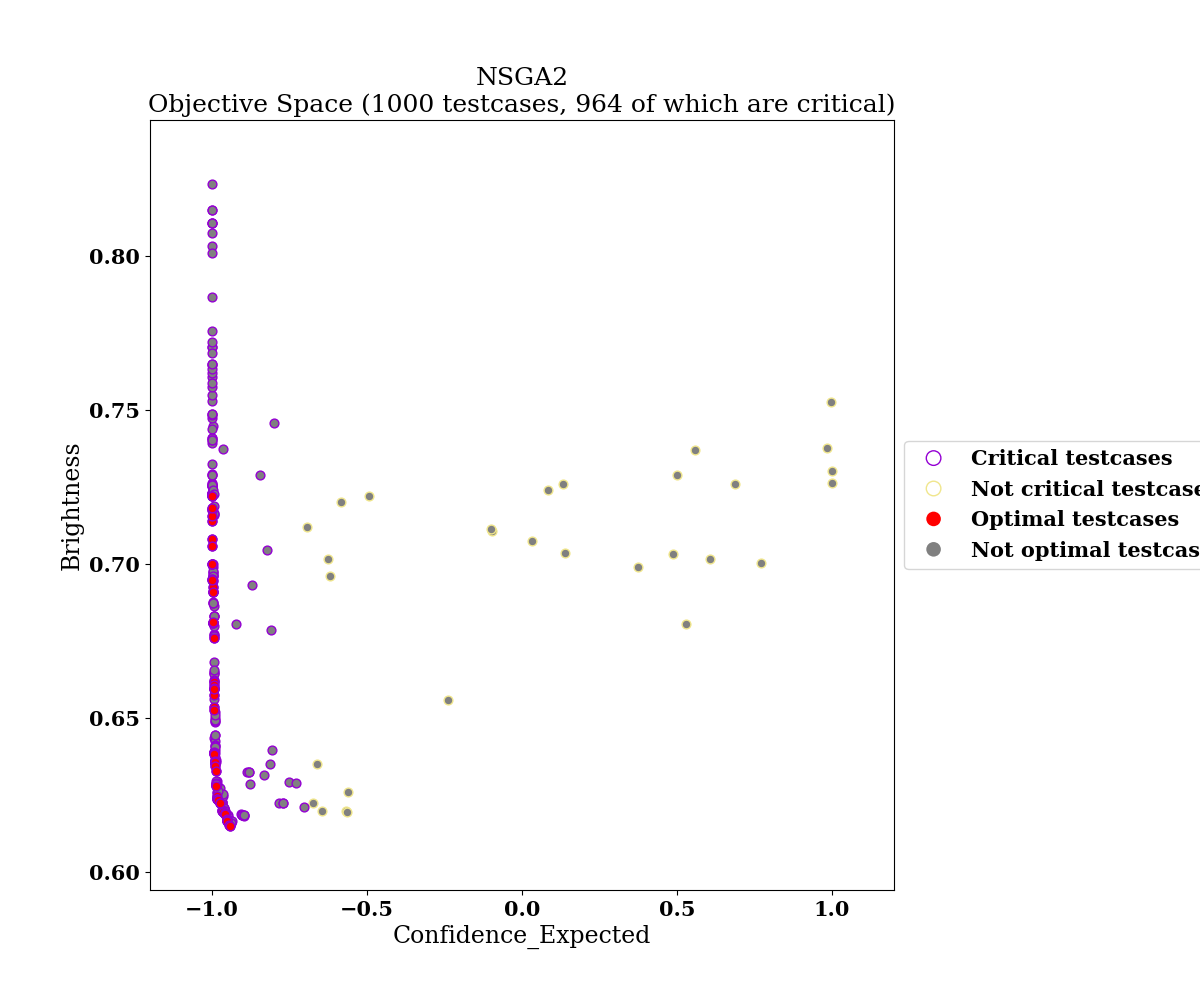 NSGA2
Objective Space (1000 testcases, 964 of which are critical)
0.80
0.75
0.70
0.65
0.60
Brightness
−1.0
−0.5
0.0
0.5
1.0
Confidence_Expected
Critical testcases
Not critical testcase
Optimal testcases
Not optimal testcas